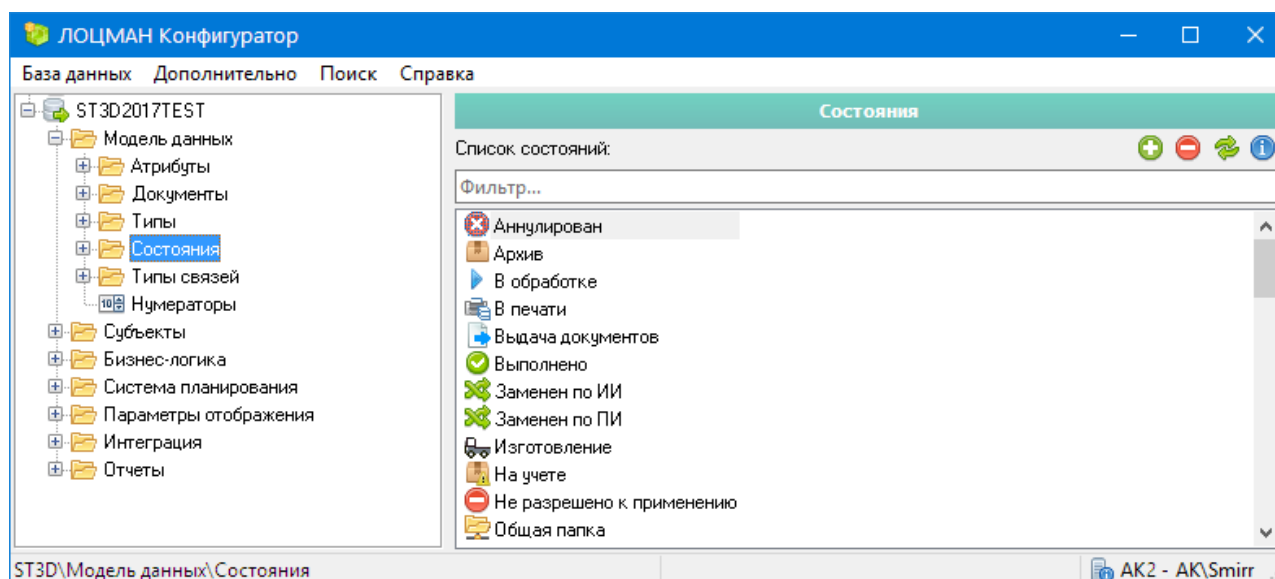 ЛОЦМАН Конфигуратор
База данных Дополнительно Поиск Справка
ST3D2017TEST
Модель данных
Атрибуты
Документы
Типы
Состояния
Типы связей
Нумераторы
Субъекты
Бизнес-логика
Система планирования
Параметры отображения
Интеграция
Отчеты
Состояния
Список состояний:
Фильтр...
Аннулирован
Архив
В обработке
В печати
Выдача документов
Выполнено
Заменен по ИИ
Заменен по ПИ
Изготовление
На учете
Не разрешено к применению
Общая папка
ST3D\Модель данных\Состояния
AK2 - AK\Smirr